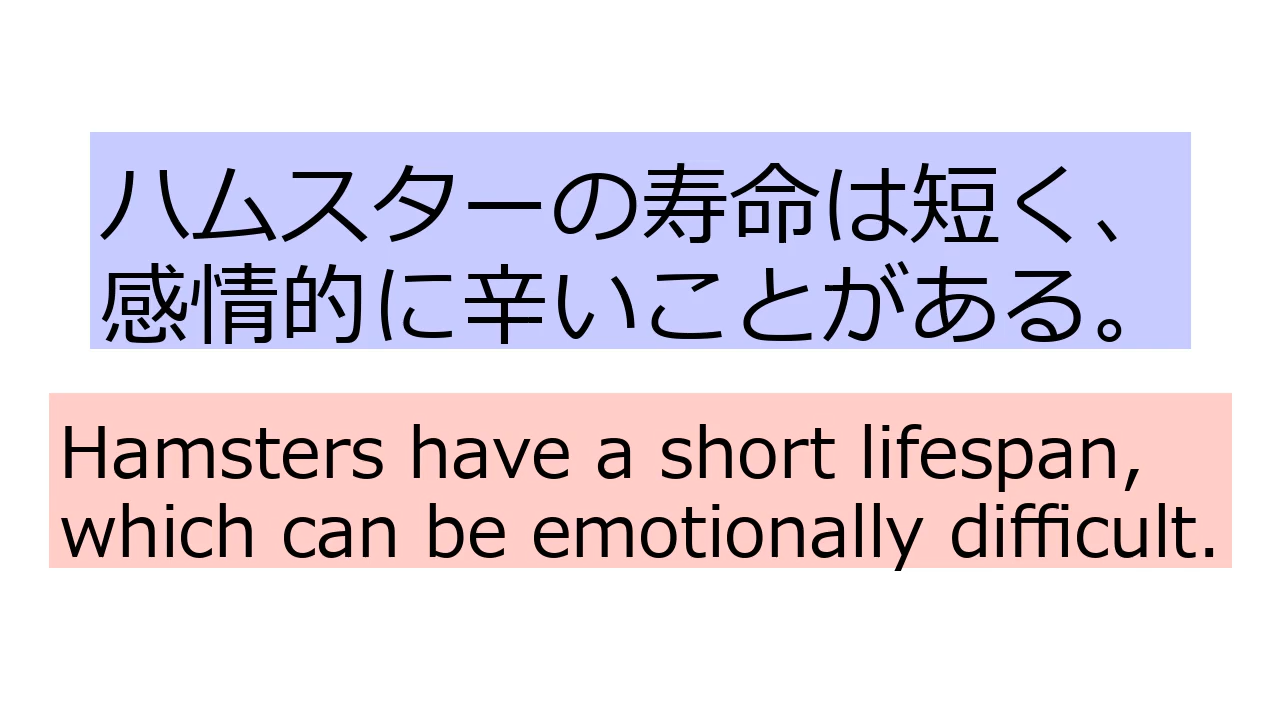 ハムスターの寿命は短く、
感情的に辛いことがある。
Hamsters have a short lifespan,
which can be emotionally difficult.